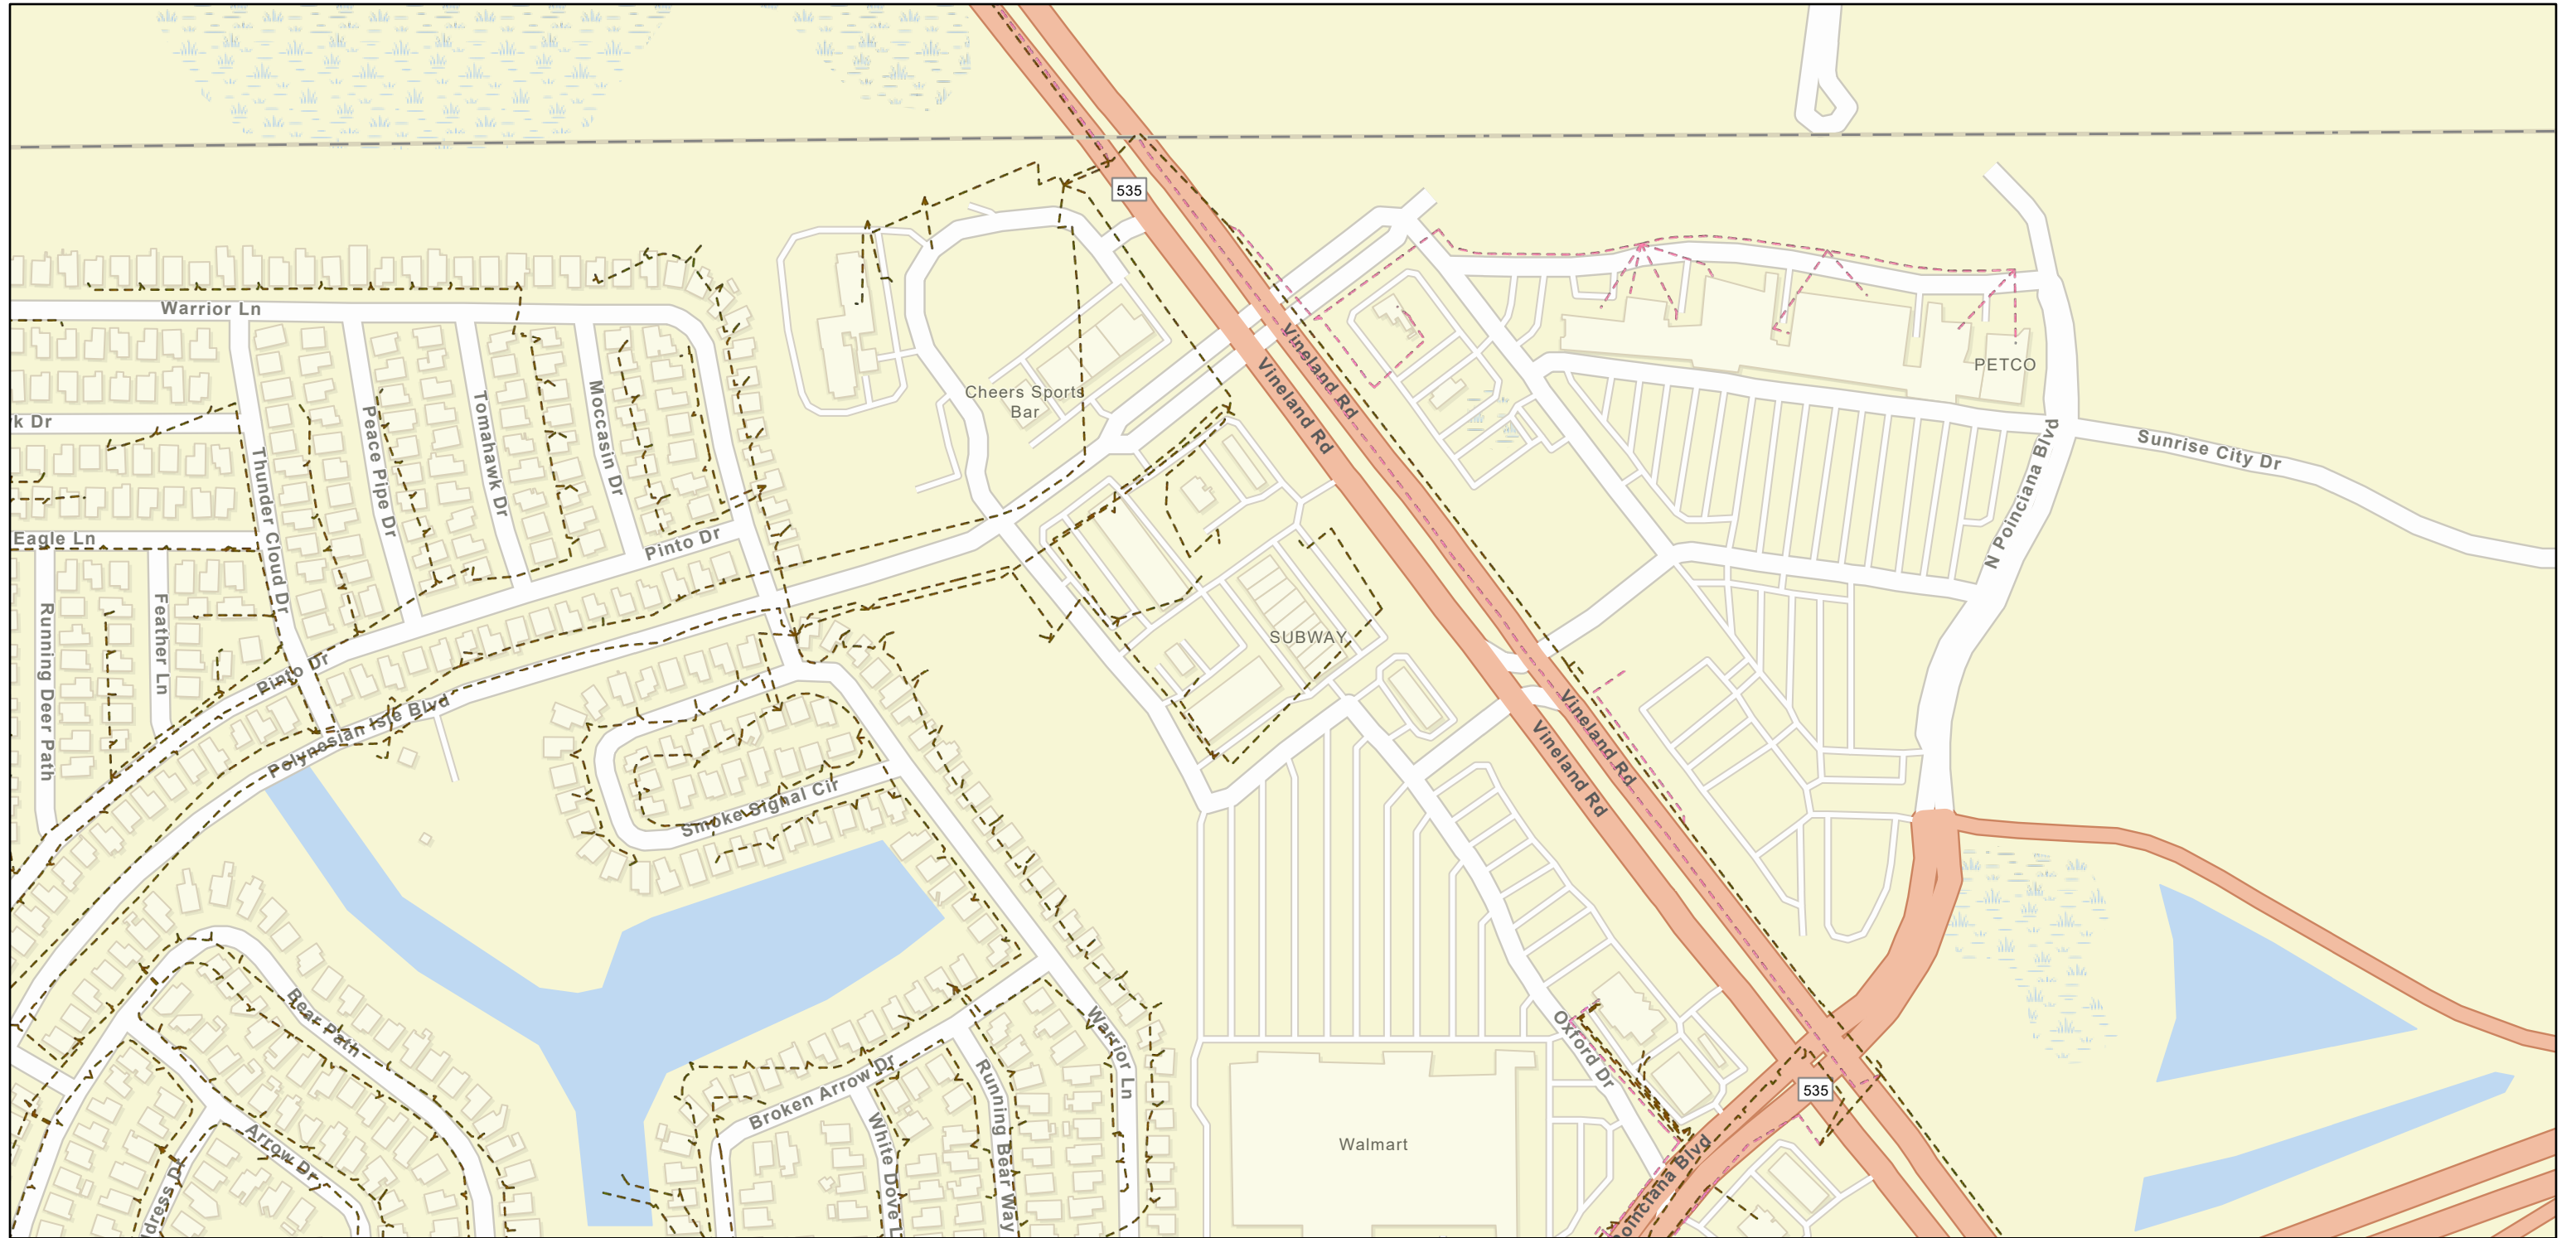 535
Warrior Ln
Vineland Rd
Vineland Rd
PETCO
Cheers Sports
Bar
Peace Pipe Dr
Tomahawk Dr
Moccasin Dr
k Dr
Sunrise City Dr
Thunder Cloud Dr
N Poinciana Blvd
Eagle Ln
Pinto Dr
Running Deer Path
Feather Ln
SUBWAY
Pinto Dr
Polynesian Isle Blvd
Vineland Rd
Vineland Rd
Smoke Signal Cir
Bear Path
Warrior Ln
Oxford Dr
535
Broken Arrow Dr
Running Bear Way
White Dove L
Arrow Dr
Walmart
dress Dr
Poinciana Blvd